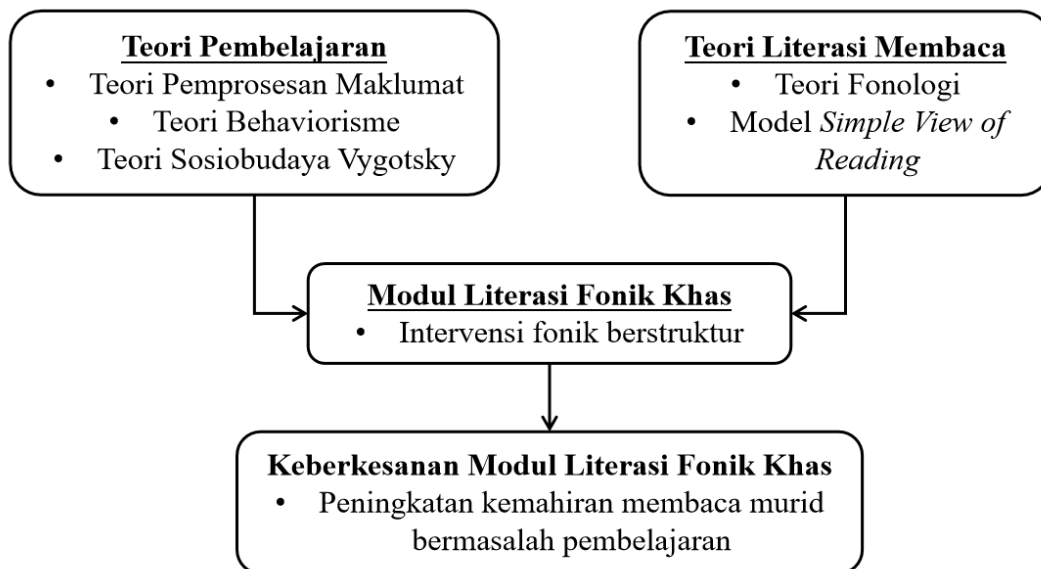 Teori Pembelajaran
• Teori Pemprosesan Maklumat
• Teori Behaviorisme
• Teori Sosiobudaya Vygotsky
Teori Literasi Membaca
• Teori Fonologi
• Model Simple View of
Reading
Modul Literasi Fonik Khas
• Intervensi fonik berstruktur
Keberkesanan Modul Literasi Fonik Khas
• Peningkatan kemahiran membaca murid
bermasalah pembelajaran